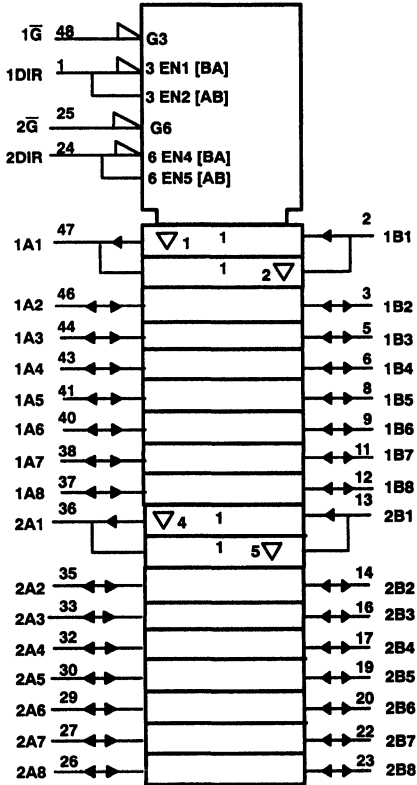 1G̅ 48 G3
1DIR 1 3 EN1 [BA]
3 EN2 [AB]
2G̅ 25 G6
2DIR 24 6 EN4 [BA]
6 EN5 [AB]
1A1 47 ▽ 1 1 2 1B1
1 2 ▽
1A2 46 3 1B2
1A3 44 5 1B3
1A4 43 6 1B4
1A5 41 8 1B5
1A6 40 9 1B6
1A7 38 11 1B7
1A8 37 12 1B8
2A1 36 ▽ 4 1 13 2B1
1 5 ▽
2A2 35 14 2B2
2A3 33 16 2B3
2A4 32 17 2B4
2A5 30 19 2B5
2A6 29 20 2B6
2A7 27 22 2B7
2A8 26 23 2B8